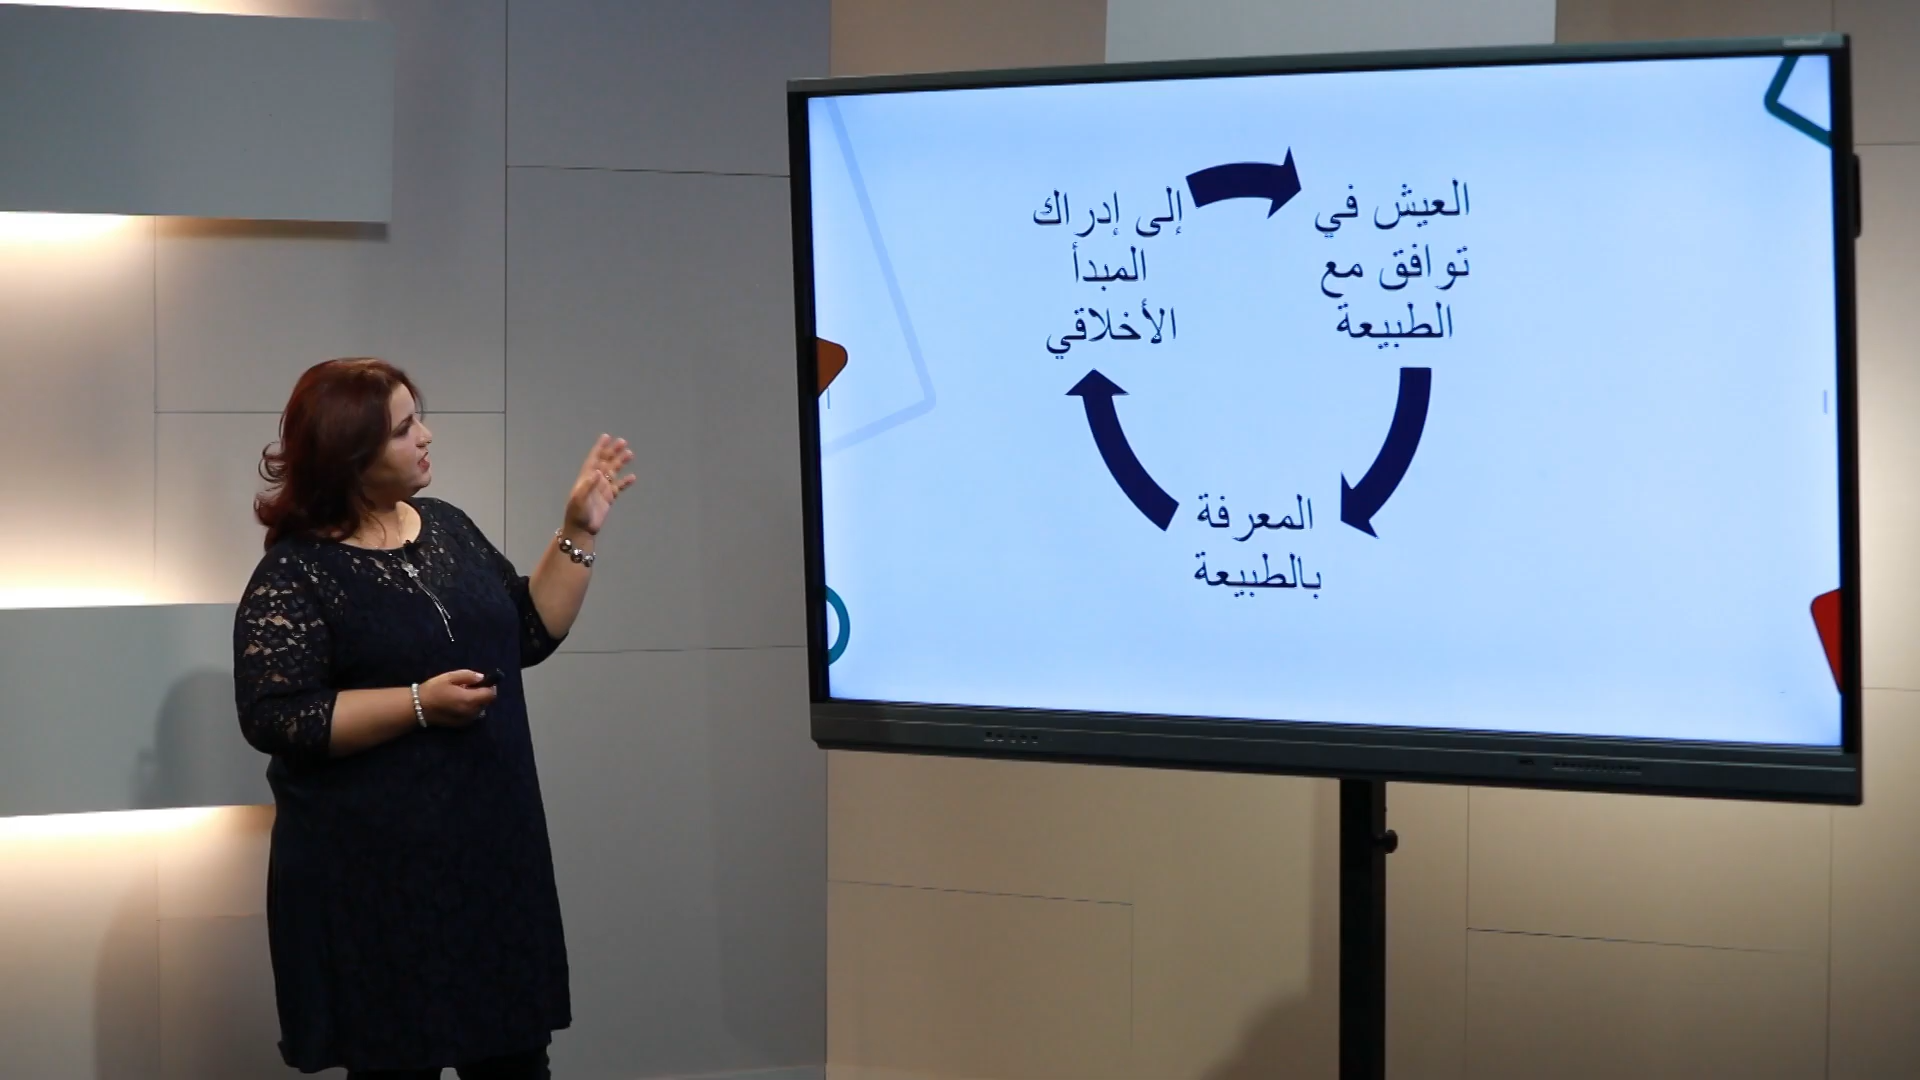 العيش في
توافق مع
الطبيعة
المعرفة
بالطبيعة
إلى إدراك
المبدأ
الأخلاقي